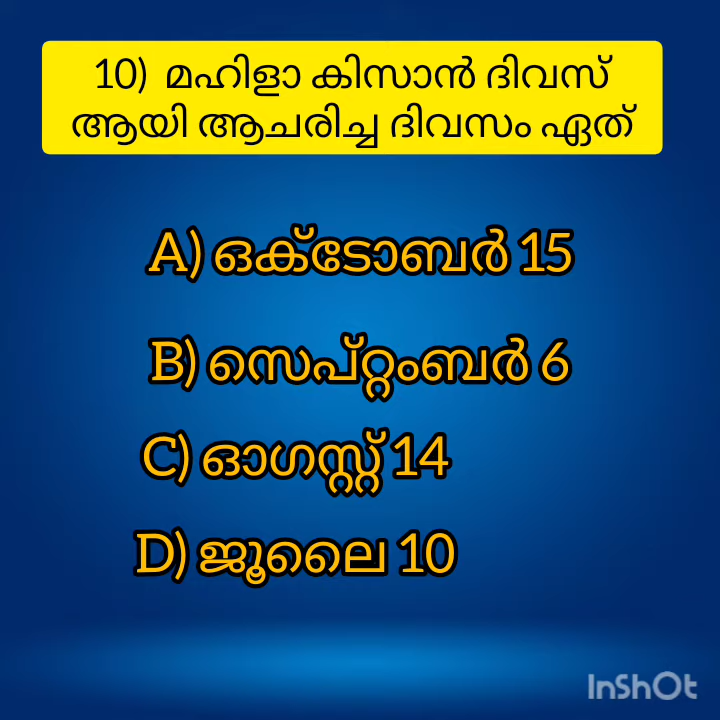 10) മഹിളാ കിസാൻ ദിവസ്
ആയി ആചരിച്ച ദിവസം ഏത്
A) ഒക്ടോബർ 15
B) സെപ്റ്റംബർ 6
C) ഓഗസ്റ്റ് 14
D) ജൂലൈ 10
InShOt